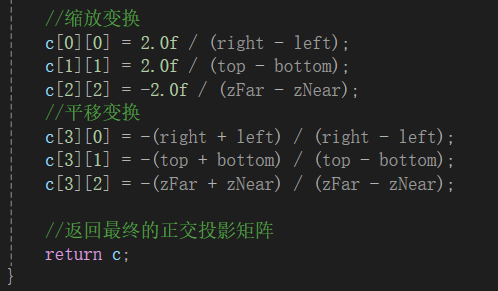 //缩放变换
c[0][0] = 2.0f / (right - left);
c[1][1] = 2.0f / (top - bottom);
c[2][2] = -2.0f / (zFar - zNear);
//平移变换
c[3][0] = -(right + left) / (right - left);
c[3][1] = -(top + bottom) / (top - bottom);
c[3][2] = -(zFar + zNear) / (zFar - zNear);
//返回最终的正交投影矩阵
return c;
}